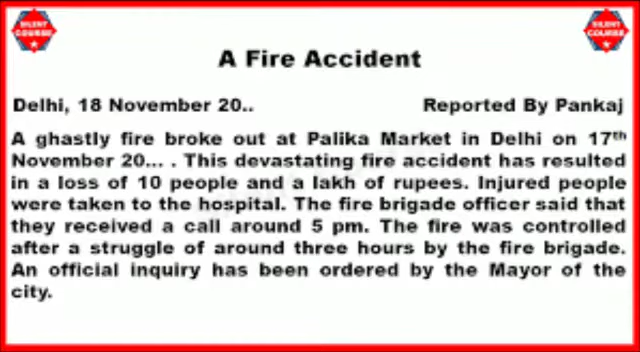 SILENT
COURSE
SILENT
COURSE
A Fire Accident
Delhi, 18 November 20.. Reported By Pankaj
A ghastly fire broke out at Palika Market in Delhi on 17th
November 20... . This devastating fire accident has resulted
in a loss of 10 people and a lakh of rupees. Injured people
were taken to the hospital. The fire brigade officer said that
they received a call around 5 pm. The fire was controlled
after a struggle of around three hours by the fire brigade.
An official inquiry has been ordered by the Mayor of the
city.